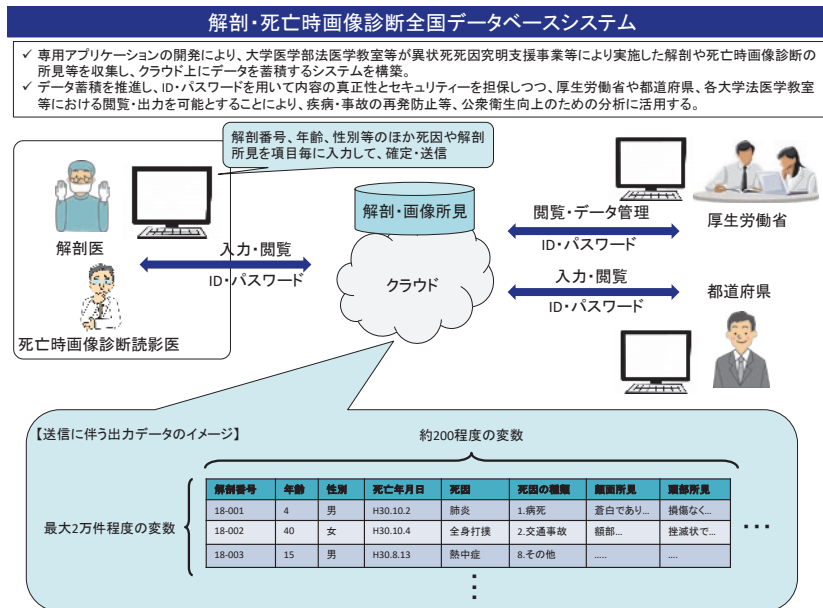 解剖・死亡時画像診断全国データベースシステム
✓ 専用アプリケーションの開発により、大学医学部法医学教室等が異状死死因究明支援事業等により実施した解剖や死亡時画像診断の
所見等を収集し、クラウド上にデータを蓄積するシステムを構築。
✓ データ蓄積を推進し、ID・パスワードを用いて内容の真正性とセキュリティーを担保しつつ、厚生労働省や都道府県、各大学法医学教室
等における閲覧・出力を可能とすることにより、疾病・事故の再発防止等、公衆衛生向上のための分析に活用する。
解剖番号、年齢、性別等のほか死因や解剖
所見を項目毎に入力して、確定・送信
解剖医
死亡時画像診断読影医
入力・閲覧
ID・パスワード
解剖・画像所見
クラウド
閲覧・データ管理
ID・パスワード
厚生労働省
入力・閲覧
ID・パスワード
都道府県
【送信に伴う出力データのイメージ】
約200程度の変数
最大2万件程度の変数
解剖番号 年齢 性別 死亡年月日 死因 死因の種類 顔面所見 頭部所見
18-001 4 男 H30.10.2 肺炎 1.病死 蒼白であり… 損傷なく…
18-002 40 女 H30.10.4 全身打撲 2.交通事故 額部… 挫滅状で…
18-003 15 男 H30.8.13 熱中症 8.その他 ….. ….
…
⋮